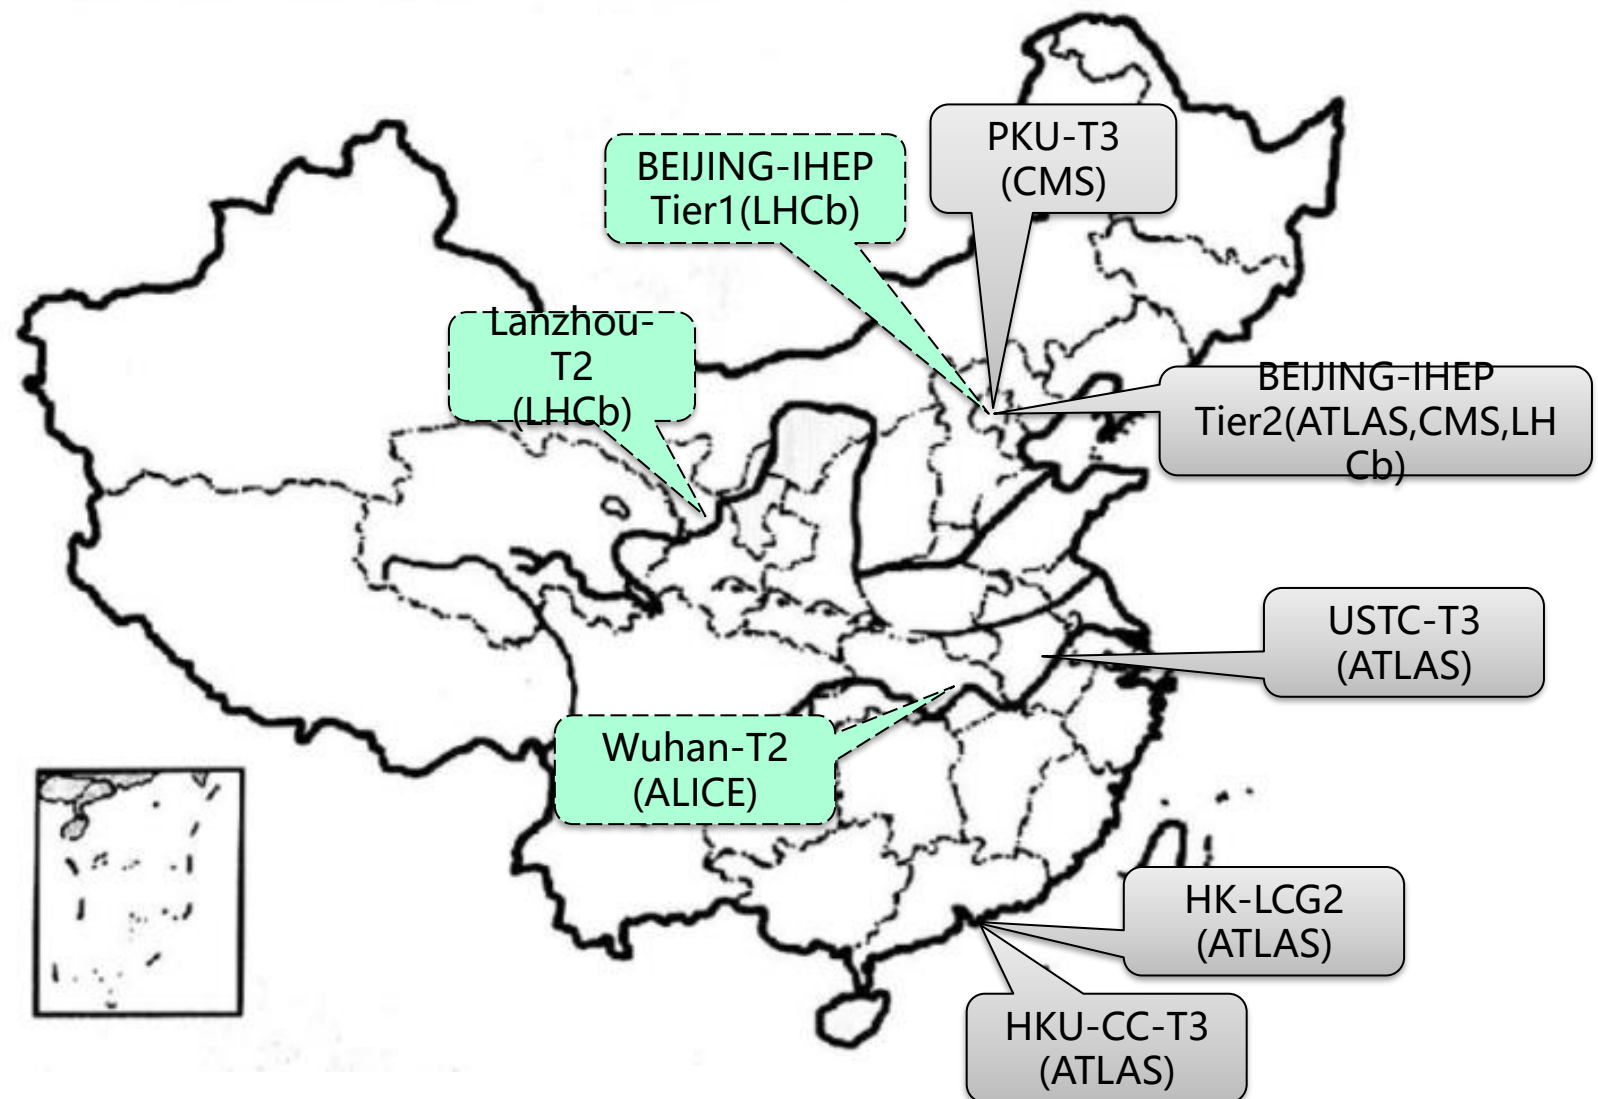 PKU-T3
(CMS)
BEIJING-IHEP
Tier1(LHCb)
Lanzhou-
T2
(LHCb)
BEIJING-IHEP
Tier2(ATLAS,CMS,LH
Cb)
USTC-T3
(ATLAS)
Wuhan-T2
(ALICE)
HK-LCG2
(ATLAS)
HKU-CC-T3
(ATLAS)